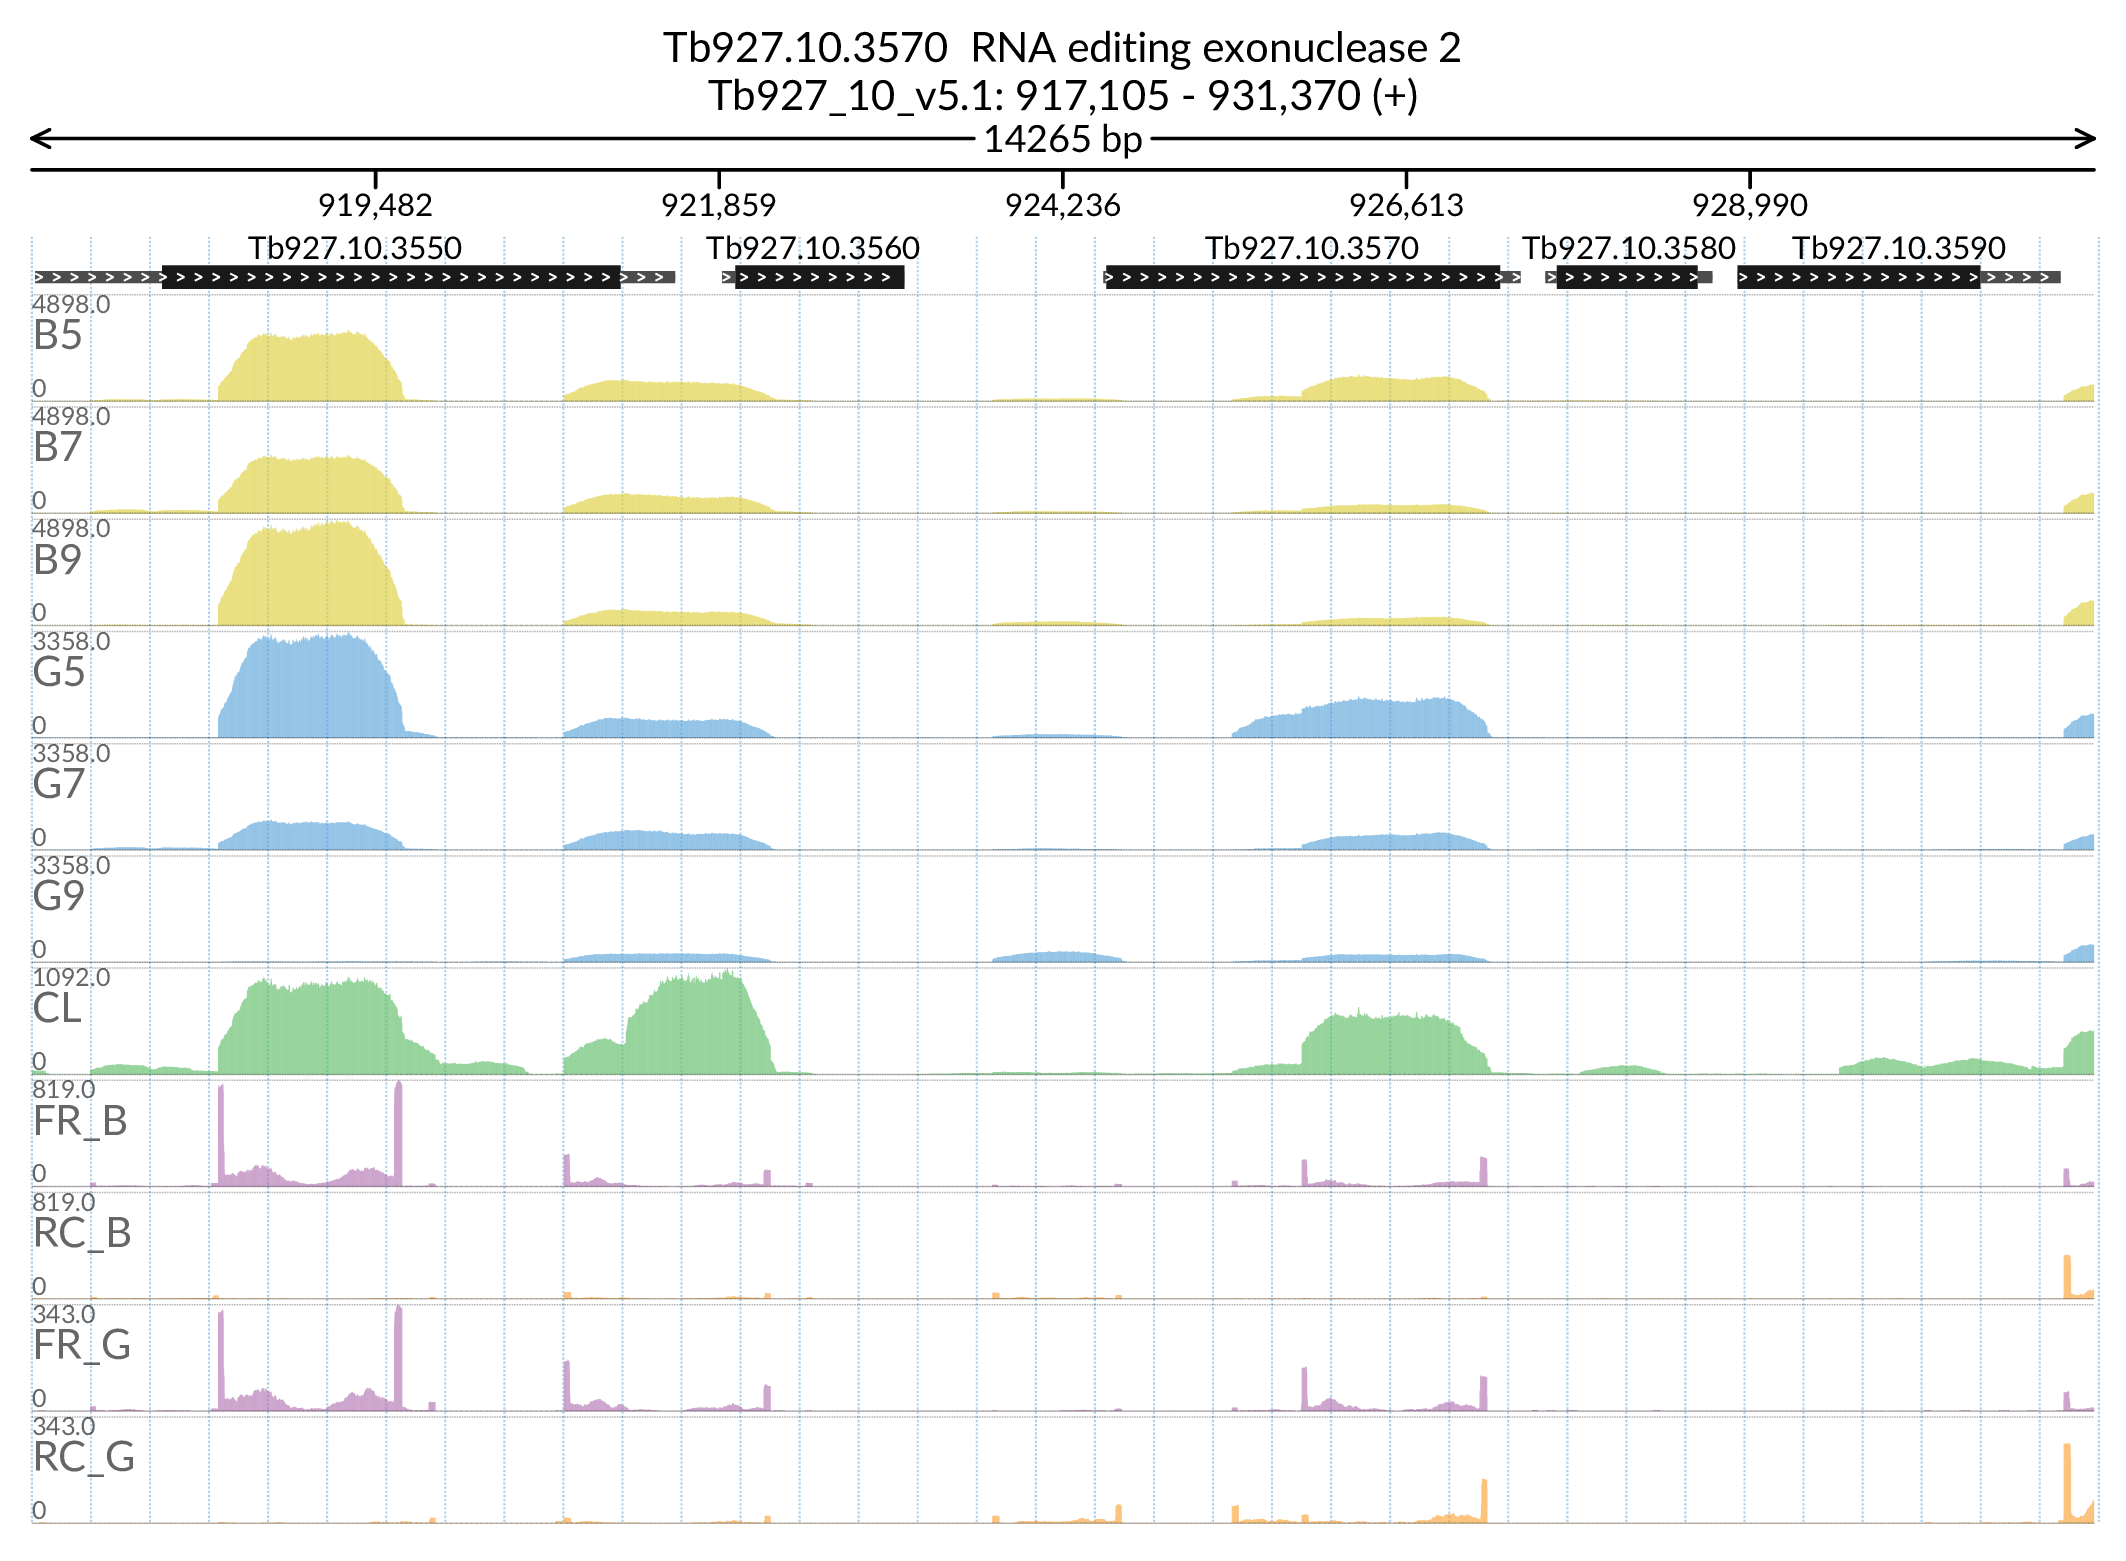 Tb927.10.3570 RNA editing exonuclease 2
Tb927_10_v5.1: 917,105 - 931,370 (+)
14265 bp
919,482 921,859 924,236 926,613 928,990
Tb927.10.3550 Tb927.10.3560 Tb927.10.3570 Tb927.10.3580 Tb927.10.3590
4898.0
B5
0
4898.0
B7
0
4898.0
B9
0
3358.0
G5
0
3358.0
G7
0
3358.0
G9
0
1092.0
CL
0
819.0
FR_B
0
819.0
RC_B
0
343.0
FR_G
0
343.0
RC_G
0